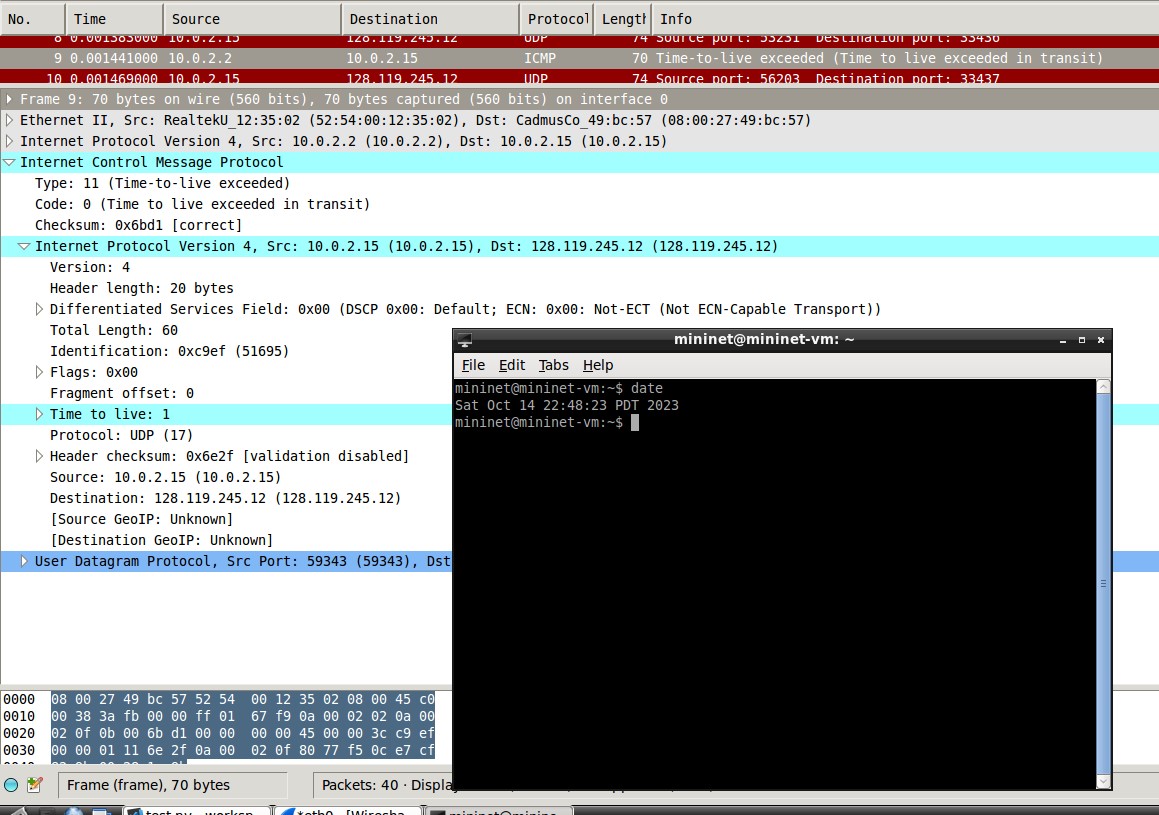 No. Time Source Destination Protocol Length Info
8 0.001383000 10.0.2.15 128.119.245.12 UDP 74 Source port: 53231 Destination port: 33436
9 0.001441000 10.0.2.2 10.0.2.15 ICMP 70 Time-to-live exceeded (Time to live exceeded in transit)
10 0.001469000 10.0.2.15 128.119.245.12 UDP 74 Source port: 56203 Destination port: 33437
Frame 9: 70 bytes on wire (560 bits), 70 bytes captured (560 bits) on interface 0
Ethernet II, Src: RealtekU_12:35:02 (52:54:00:12:35:02), Dst: CadmusCo_49:bc:57 (08:00:27:49:bc:57)
Internet Protocol Version 4, Src: 10.0.2.2 (10.0.2.2), Dst: 10.0.2.15 (10.0.2.15)
Internet Control Message Protocol
Type: 11 (Time-to-live exceeded)
Code: 0 (Time to live exceeded in transit)
Checksum: 0x6bd1 [correct]
Internet Protocol Version 4, Src: 10.0.2.15 (10.0.2.15), Dst: 128.119.245.12 (128.119.245.12)
Version: 4
Header length: 20 bytes
Differentiated Services Field: 0x00 (DSCP 0x00: Default; ECN: 0x00: Not-ECT (Not ECN-Capable Transport))
Total Length: 60
Identification: 0xc9ef (51695)
Flags: 0x00
Fragment offset: 0
Time to live: 1
Protocol: UDP (17)
Header checksum: 0x6e2f [validation disabled]
Source: 10.0.2.15 (10.0.2.15)
Destination: 128.119.245.12 (128.119.245.12)
[Source GeoIP: Unknown]
[Destination GeoIP: Unknown]
User Datagram Protocol, Src Port: 59343 (59343), Dst
mininet@mininet-vm: ~
File Edit Tabs Help
mininet@mininet-vm:~$ date
Sat Oct 14 22:48:23 PDT 2023
mininet@mininet-vm:~$
0000 08 00 27 49 bc 57 52 54 00 12 35 02 08 00 45 c0
0010 00 38 3a fb 00 00 ff 01 67 f9 0a 00 02 02 0a 00
0020 02 0f 0b 00 6b d1 00 00 00 00 45 00 00 3c c9 ef
0030 00 00 01 11 6e 2f 0a 00 02 0f 80 77 f5 0c e7 cf
Frame (frame), 70 bytes
Packets: 40 · Displa
test.py - worksp...
*eth0 - [Wiresha...
mininet@minine...